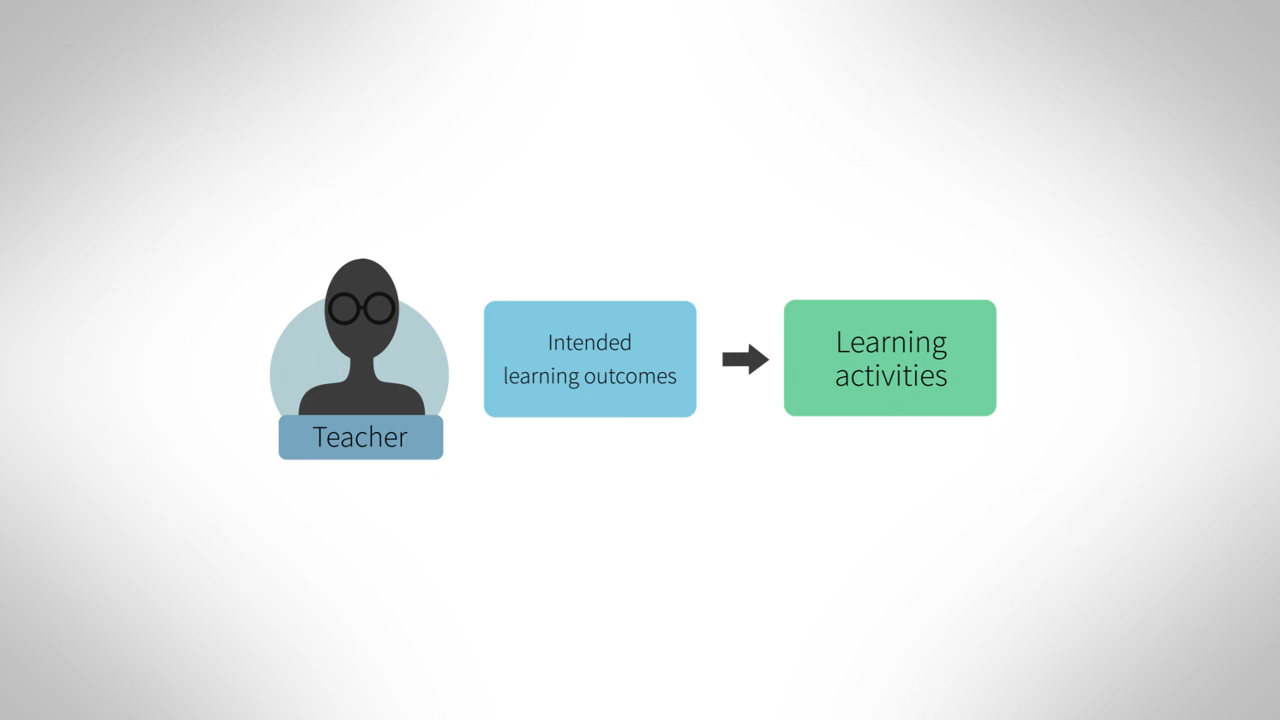 Teacher
Intended
learning outcomes
Learning
activities